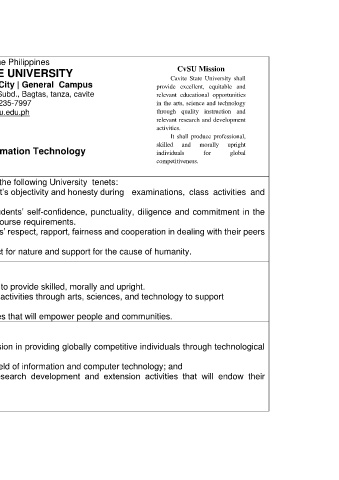 he Philippines
E UNIVERSITY
City | General Campus
Subd., Bagtas, tanza, cavite
235-7997
u.edu.ph
mation Technology
CvSU Mission
Cavite State University shall
provide excellent, equitable and
relevant educational opportunities
in the arts, science and technology
through quality instruction and
relevant research and development
activities.
It shall produce professional,
skilled and morally upright
individuals for global
competitiveness.
the following University tenets:
t's objectivity and honesty during examinations, class activities and
udents' self-confidence, punctuality, diligence and commitment in the
ourse requirements.
s' respect, rapport, fairness and cooperation in dealing with their peers
ct for nature and support for the cause of humanity.
to provide skilled, morally and upright.
activities through arts, sciences, and technology to support
es that will empower people and communities.
sion in providing globally competitive individuals through technological
eld of information and computer technology; and
search development and extension activities that will endow their